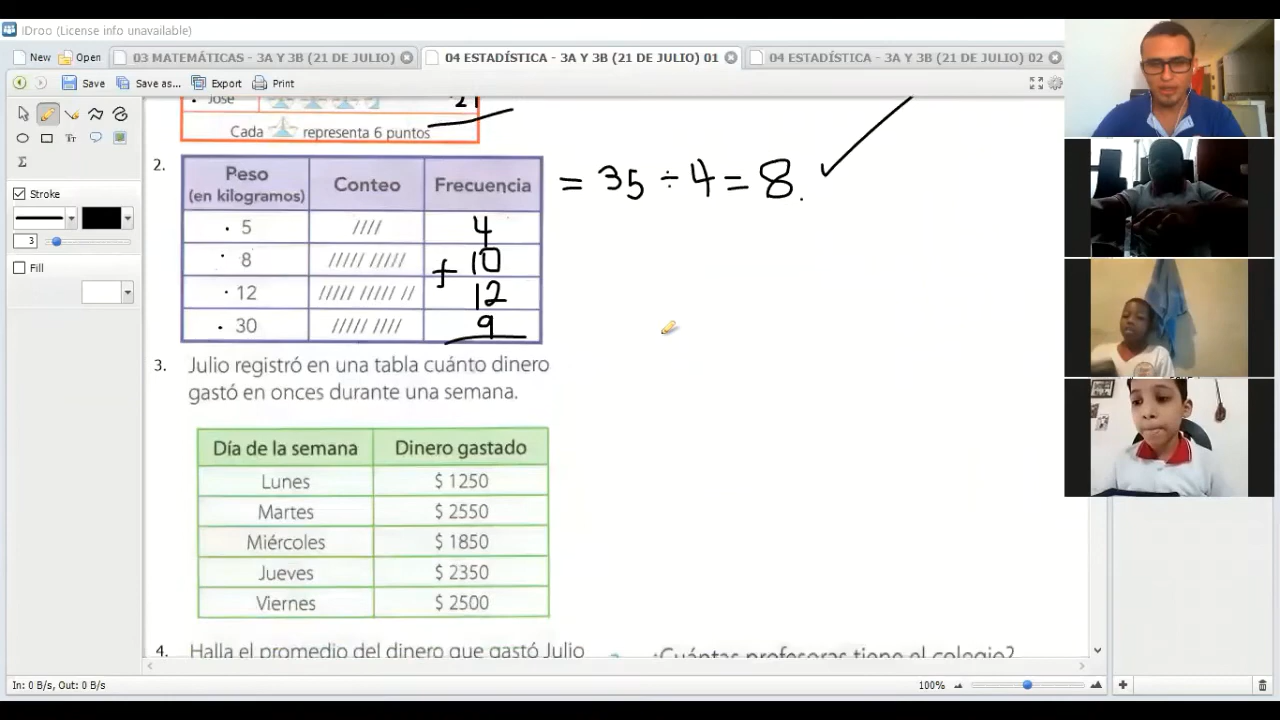 iDroo (License info unavailable)
New Open 03 MATEMÁTICAS - 3A Y 3B (21 DE JULIO) 04 ESTADÍSTICA - 3A Y 3B (21 DE JULIO) 01 04 ESTADÍSTICA - 3A Y 3B (21 DE JULIO) 02
Save Save as... Export Print
Stroke
3
Fill
José 21
Cada representa 6 puntos
2.
Peso (en kilogramos) Conteo Frecuencia
= 35 ÷ 4 = 8.
5 //// 4
8 ///// ///// + 10
12 ///// ///// // 12
30 ///// //// 9
3. Julio registró en una tabla cuánto dinero
gastó en onces durante una semana.
Día de la semana Dinero gastado
Lunes $ 1250
Martes $ 2550
Miércoles $ 1850
Jueves $ 2350
Viernes $ 2500
4. Halla el promedio del dinero que gastó Julio
¿Cuántas profesoras tiene el colegio?
In: 0 B/s, Out: 0 B/s 100%